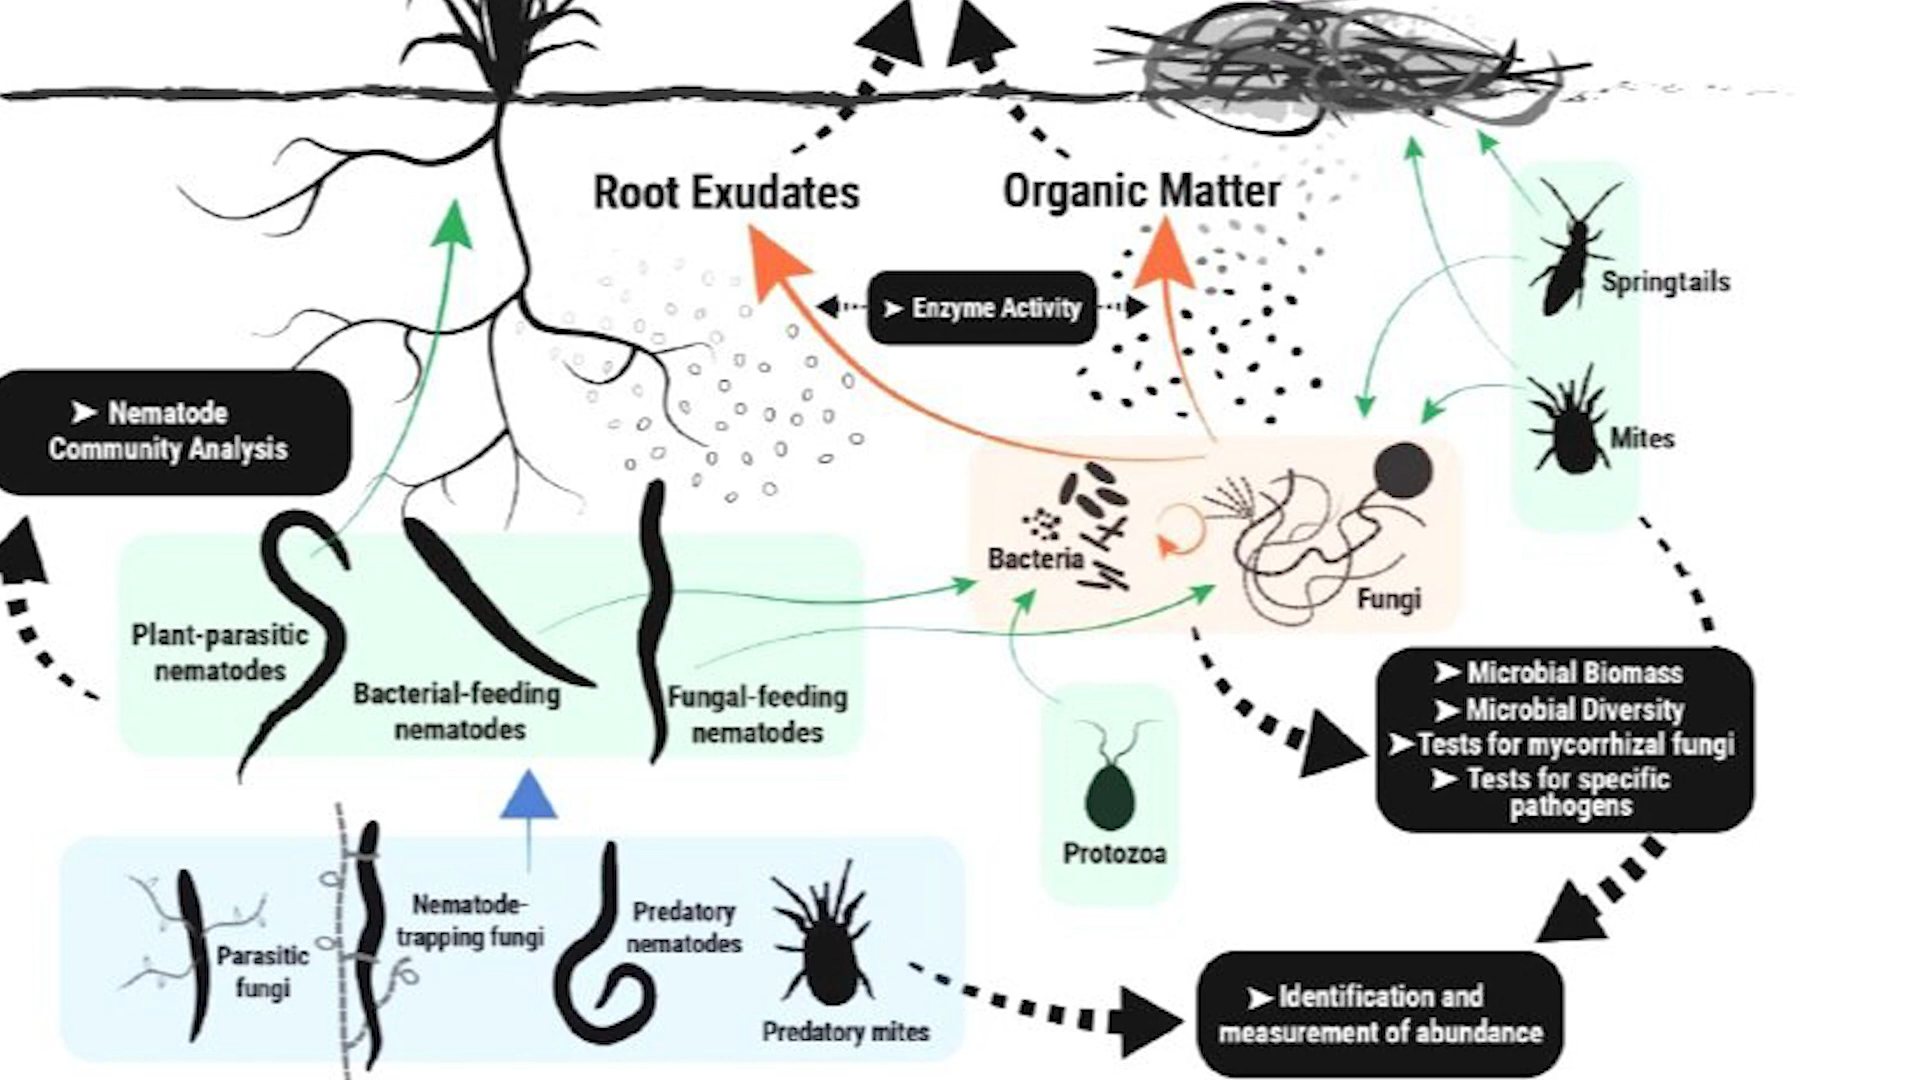 Root Exudates
Organic Matter
➤ Enzyme Activity
Springtails
➤ Nematode
Community Analysis
Mites
Bacteria
Fungi
Plant-parasitic
nematodes
Bacterial-feeding
nematodes
Fungal-feeding
nematodes
➤ Microbial Biomass
➤ Microbial Diversity
➤Tests for mycorrhizal fungi
➤ Tests for specific
pathogens
Protozoa
Parasitic
fungi
Nematode-
trapping fungi
Predatory
nematodes
Predatory mites
➤Identification and
measurement of abundance